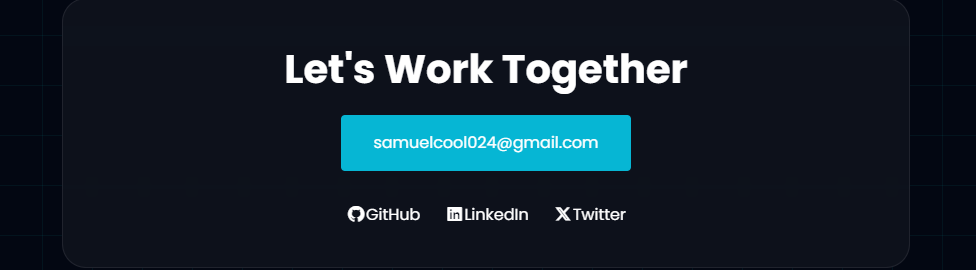 Let's Work Together
samuelcool024@gmail.com
GitHub LinkedIn Twitter